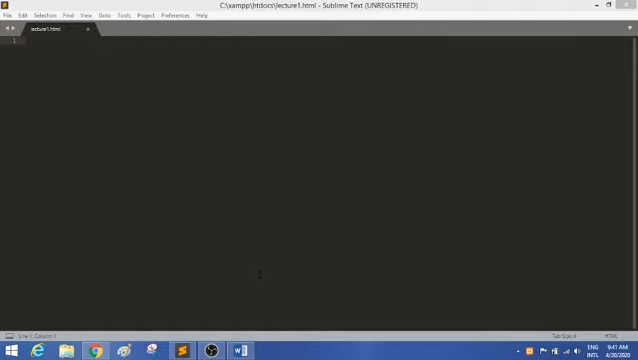 C:\xampp\htdocs\lecture1.html - Sublime Text (UNREGISTERED)
File Edit Selection Find View Goto Tools Project Preferences Help
lecture1.html
1
Line 1, Column 1 Tab Size 4 HTML
ENG 9:41 AM
INTL 4/20/2020